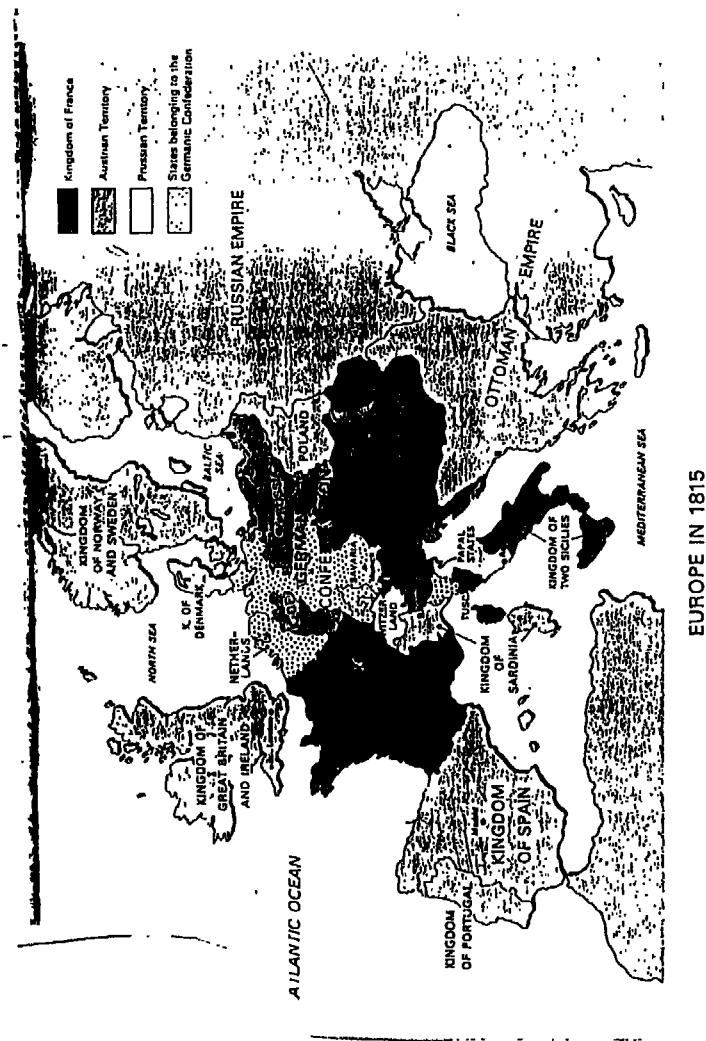 Kingdom of France
Austrian Territory
Prussian Territory
States belonging to the
Germanic Confederation
KINGDOM
OF NORWAY
AND SWEDEN
RUSSIAN EMPIRE
BALTIC
SEA
K. OF
DENMARK
NORTH SEA
NETHER-
LANDS
KINGDOM OF
GREAT BRITAIN
AND IRELAND
POLAND
GERMAN
BAVARIA
LAND
BLACK SEA
OTTOMAN
EMPIRE
PAPAL
STATES
KINGDOM OF
TWO SICILIES
KINGDOM
OF
SARDINIA
MEDITERRANEAN SEA
ATLANTIC OCEAN
KINGDOM
OF SPAIN
KINGDOM
OF PORTUGAL
EUROPE IN 1815